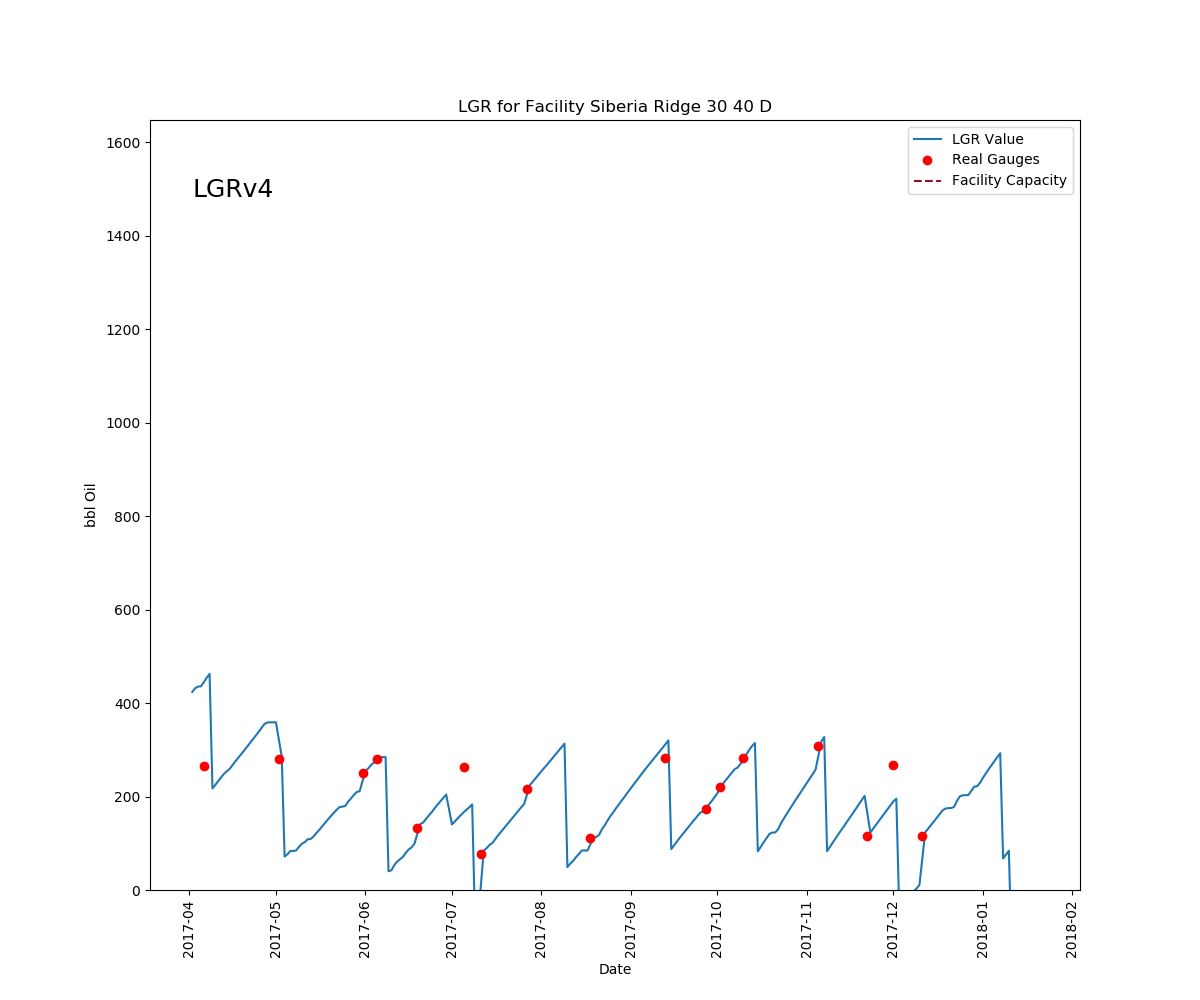 LGR for Facility Siberia Ridge 30 40 D
LGRv4
LGR Value
Real Gauges
Facility Capacity
bbl Oil
1600
1400
1200
1000
800
600
400
200
0
2017-04
2017-05
2017-06
2017-07
2017-08
2017-09
2017-10
2017-11
2017-12
2018-01
2018-02
Date